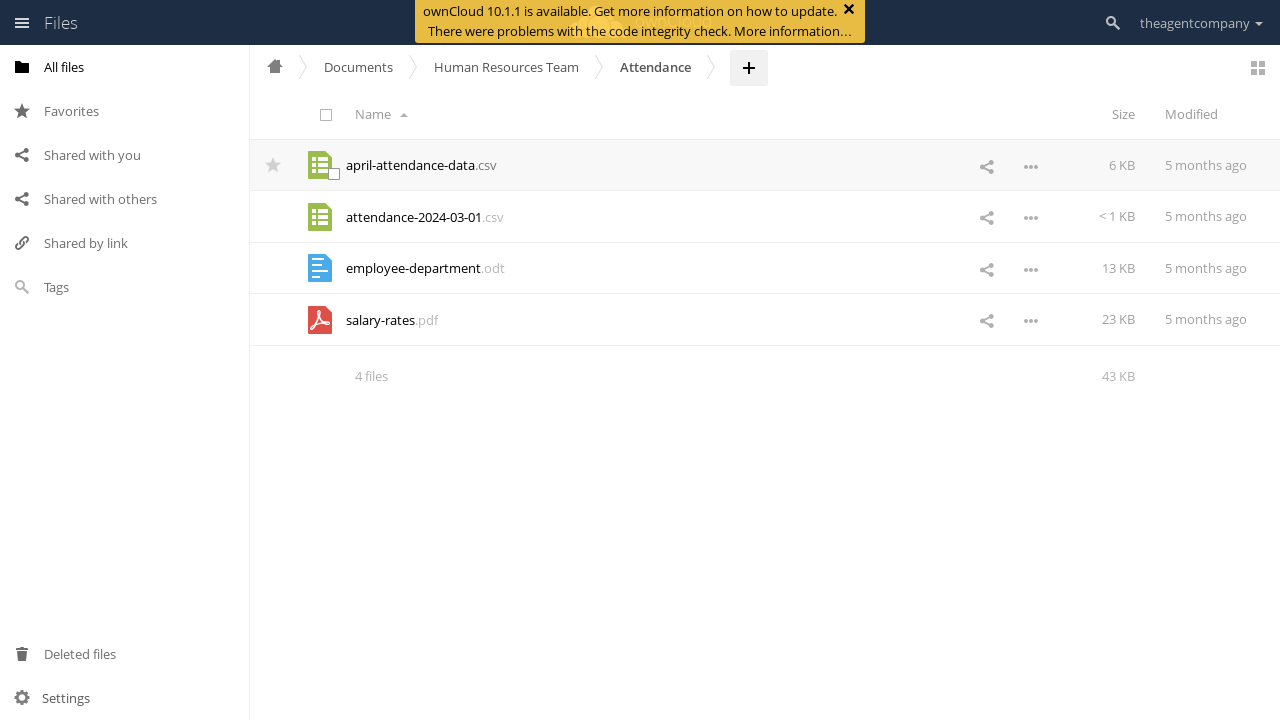 Files
ownCloud 10.1.1 is available. Get more information on how to update.
There were problems with the code integrity check. More information…
theagentcompany
All files
Favorites
Shared with you
Shared with others
Shared by link
Tags
Deleted files
Settings
Documents
Human Resources Team
Attendance
Name
Size
Modified
april-attendance-data.csv
6 KB
5 months ago
attendance-2024-03-01.csv
< 1 KB
5 months ago
employee-department.odt
13 KB
5 months ago
salary-rates.pdf
23 KB
5 months ago
4 files
43 KB